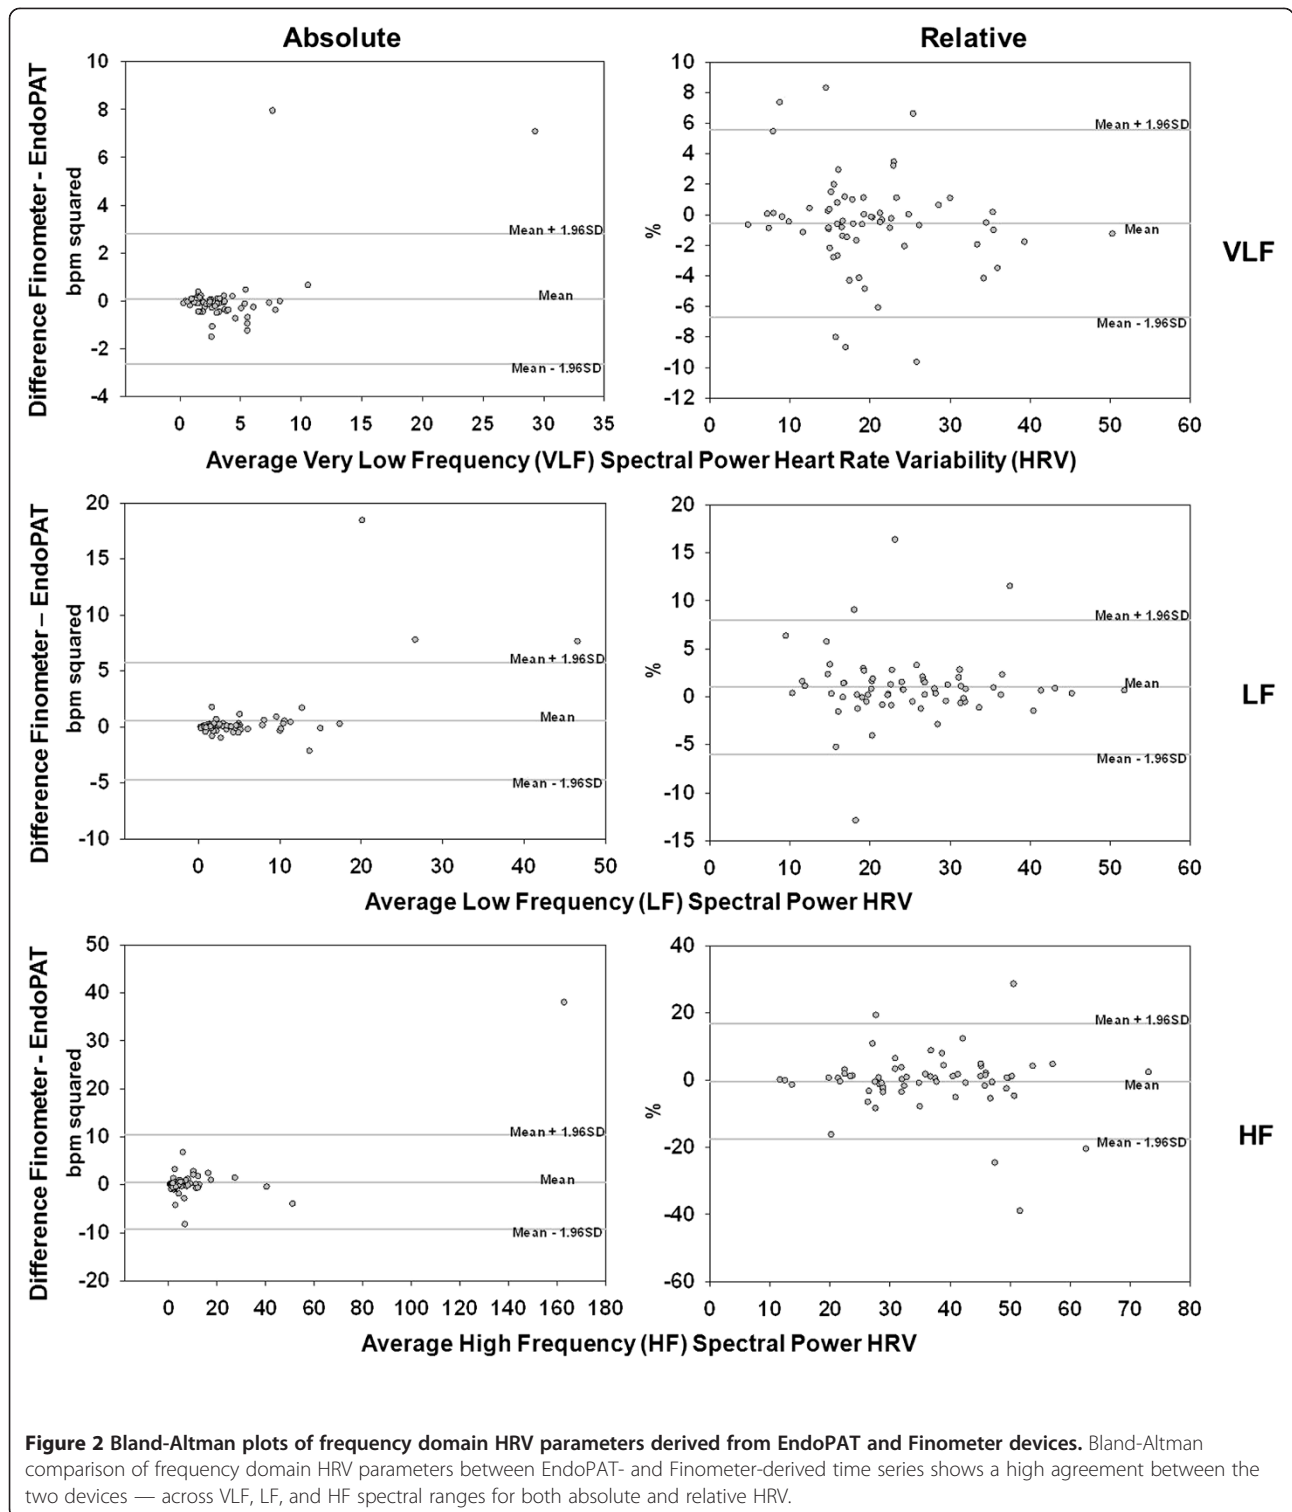 Absolute
Relative
Difference Finometer - EndoPAT
bpm squared
10
8
6
4
2
0
-2
-4
Mean + 1.96SD
Mean
Mean - 1.96SD
0 5 10 15 20 25 30 35
%
10
8
6
4
2
0
-2
-4
-6
-8
-10
-12
Mean + 1.96SD
Mean
Mean - 1.96SD
0 10 20 30 40 50 60
VLF
Average Very Low Frequency (VLF) Spectral Power Heart Rate Variability (HRV)
Difference Finometer – EndoPAT
bpm squared
20
15
10
5
0
-5
-10
Mean + 1.96SD
Mean
Mean - 1.96SD
0 10 20 30 40 50
%
20
15
10
5
0
-5
-10
-15
Mean + 1.96SD
Mean
Mean - 1.96SD
0 10 20 30 40 50 60
LF
Average Low Frequency (LF) Spectral Power HRV
Difference Finometer - EndoPAT
bpm squared
50
40
30
20
10
0
-10
-20
Mean + 1.96SD
Mean
Mean - 1.96SD
0 20 40 60 80 100 120 140 160 180
%
40
20
0
-20
-40
-60
Mean + 1.96SD
Mean
Mean - 1.96SD
0 10 20 30 40 50 60 70 80
HF
Average High Frequency (HF) Spectral Power HRV
Figure 2 Bland-Altman plots of frequency domain HRV parameters derived from EndoPAT and Finometer devices. Bland-Altman
comparison of frequency domain HRV parameters between EndoPAT- and Finometer-derived time series shows a high agreement between the
two devices — across VLF, LF, and HF spectral ranges for both absolute and relative HRV.